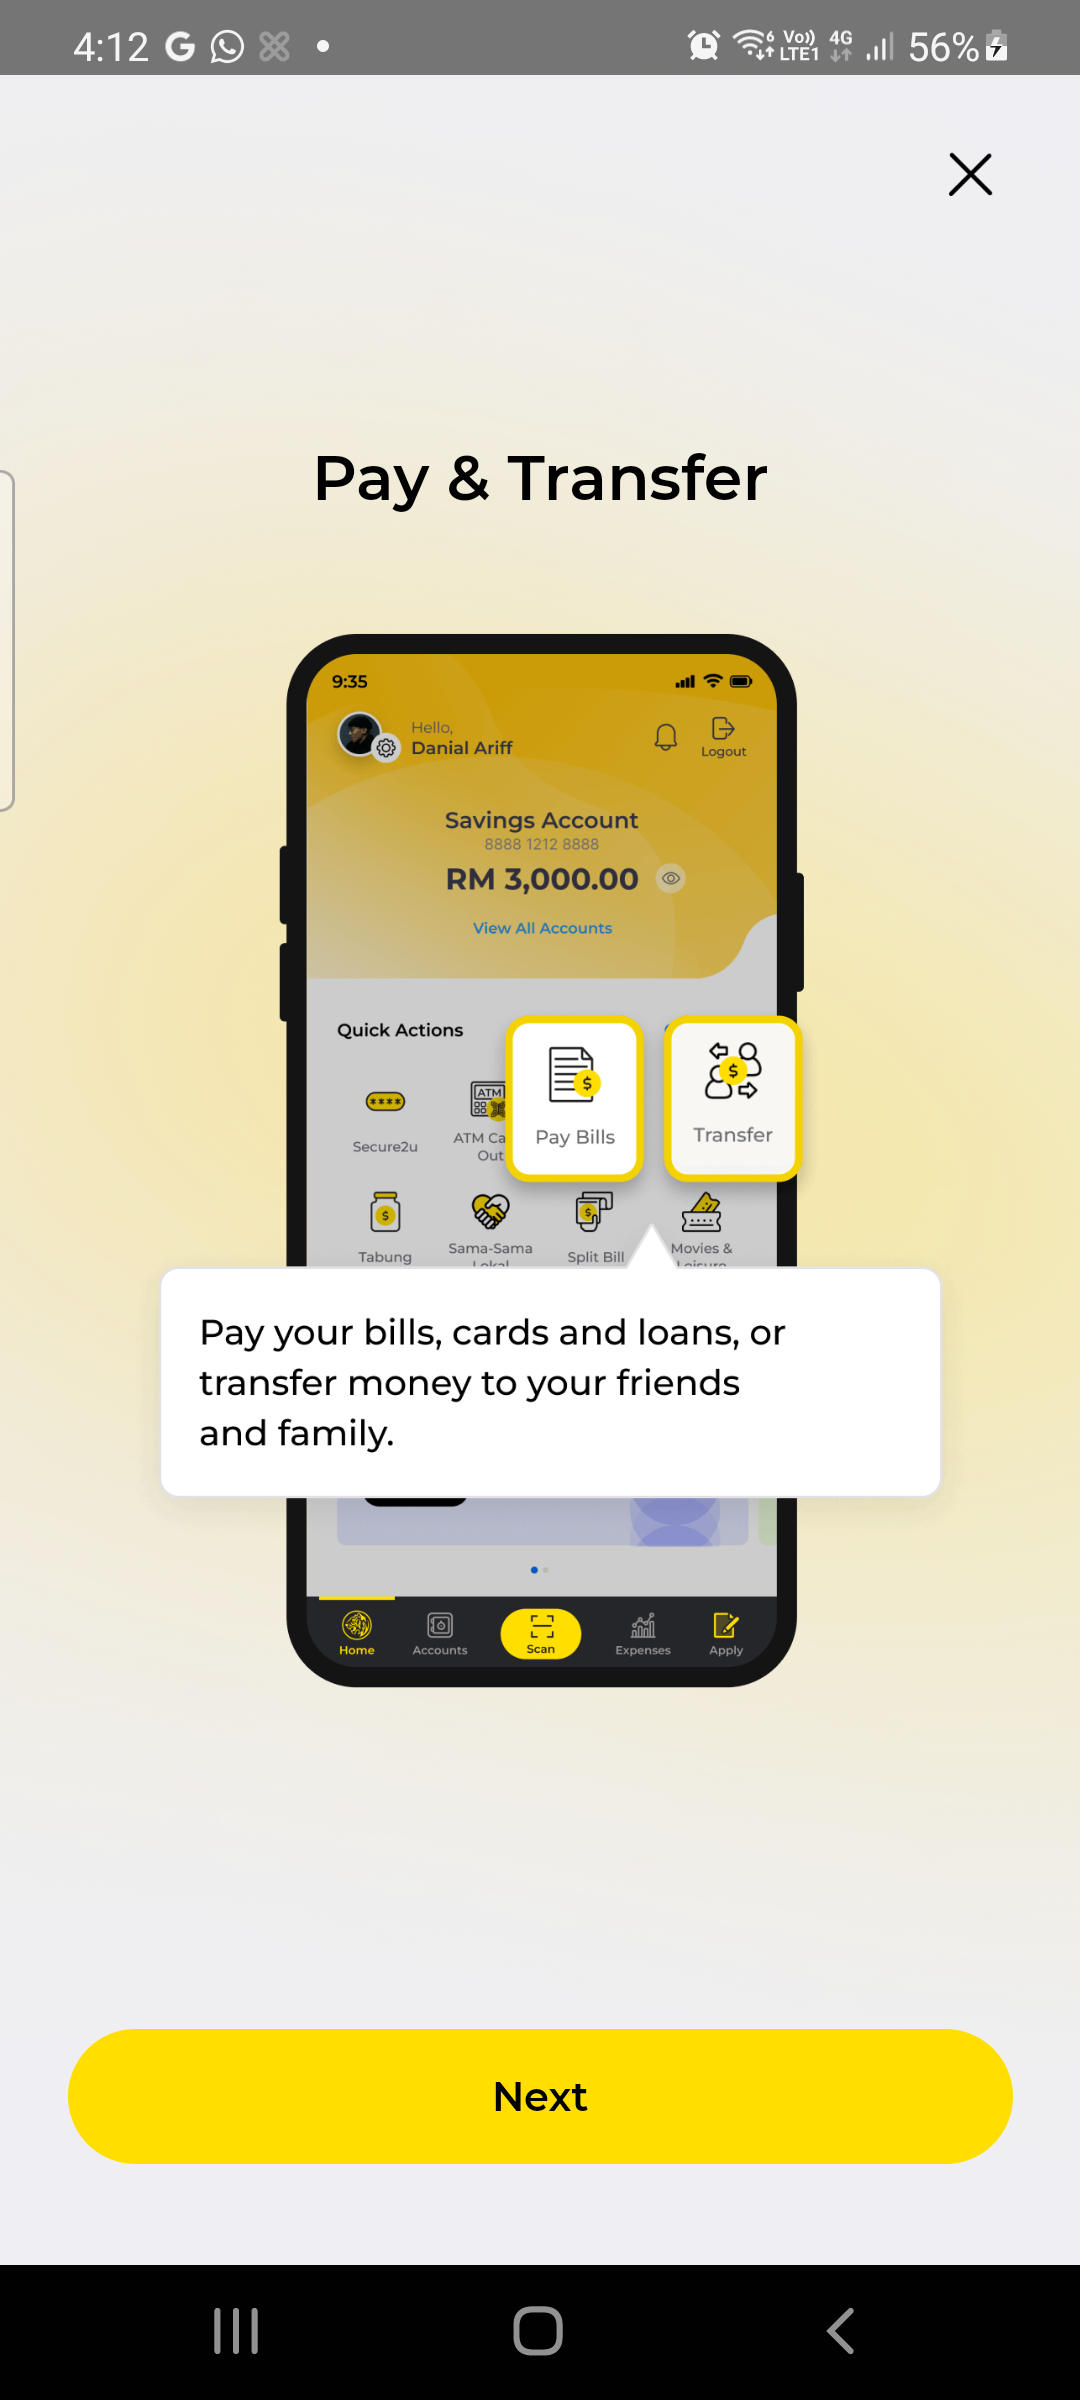 4:12
6 Vo)) LTE1 4G 56%
Pay & Transfer
9:35
Hello,
Danial Ariff
Logout
Savings Account
8888 1212 8888
RM 3,000.00
View All Accounts
Quick Actions
Secure2u
ATM
ATM Ca
Out
Pay Bills
Transfer
Tabung
Sama-Sama
Lokal
Split Bill
Movies &
Leisure
Pay your bills, cards and loans, or
transfer money to your friends
and family.
Home
Accounts
Scan
Expenses
Apply
Next